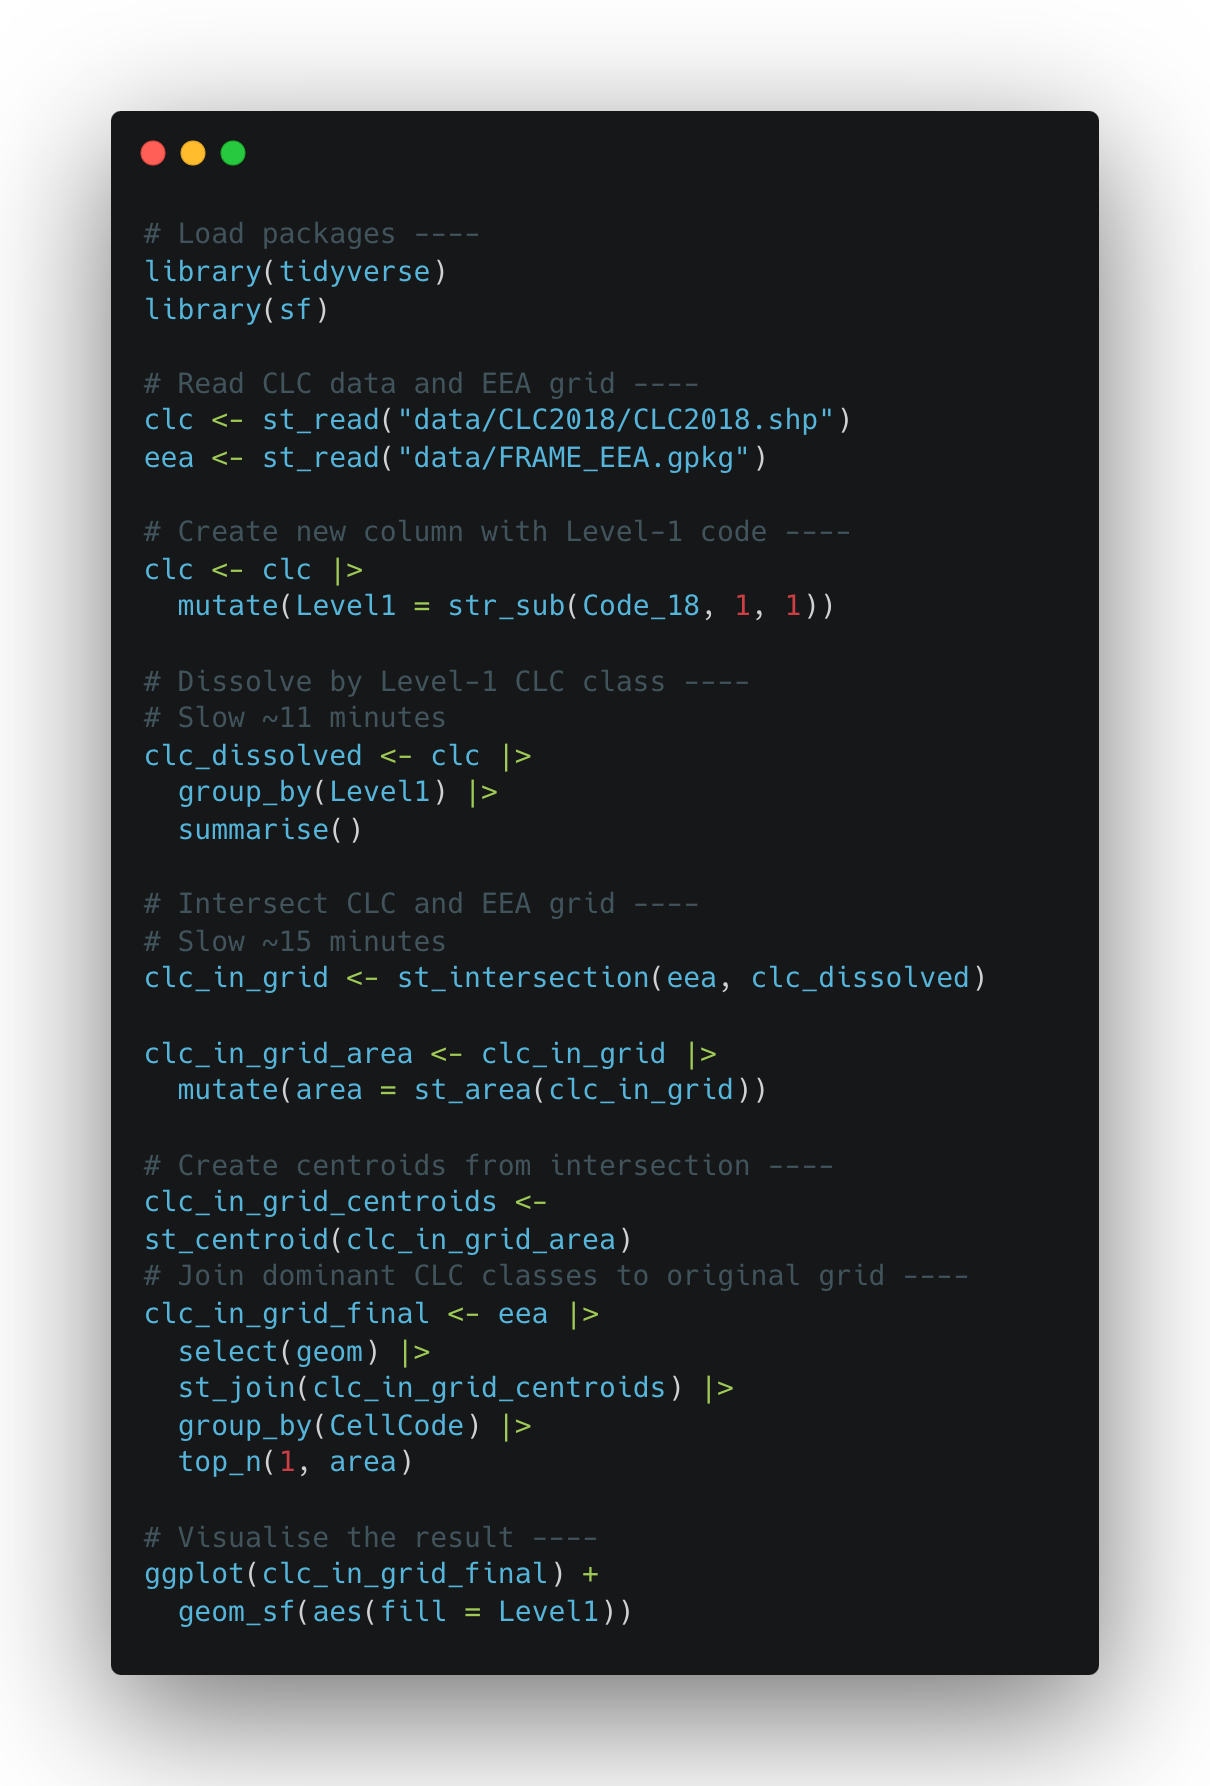 # Load packages ----
library(tidyverse)
library(sf)

# Read CLC data and EEA grid ----
clc <- st_read("data/CLC2018/CLC2018.shp")
eea <- st_read("data/FRAME_EEA.gpkg")

# Create new column with Level-1 code ----
clc <- clc |>
  mutate(Level1 = str_sub(Code_18, 1, 1))

# Dissolve by Level-1 CLC class ----
# Slow ~11 minutes
clc_dissolved <- clc |>
  group_by(Level1) |>
  summarise()

# Intersect CLC and EEA grid ----
# Slow ~15 minutes
clc_in_grid <- st_intersection(eea, clc_dissolved)

clc_in_grid_area <- clc_in_grid |>
  mutate(area = st_area(clc_in_grid))

# Create centroids from intersection ----
clc_in_grid_centroids <-
st_centroid(clc_in_grid_area)
# Join dominant CLC classes to original grid ----
clc_in_grid_final <- eea |>
  select(geom) |>
  st_join(clc_in_grid_centroids) |>
  group_by(CellCode) |>
  top_n(1, area)

# Visualise the result ----
ggplot(clc_in_grid_final) +
  geom_sf(aes(fill = Level1))